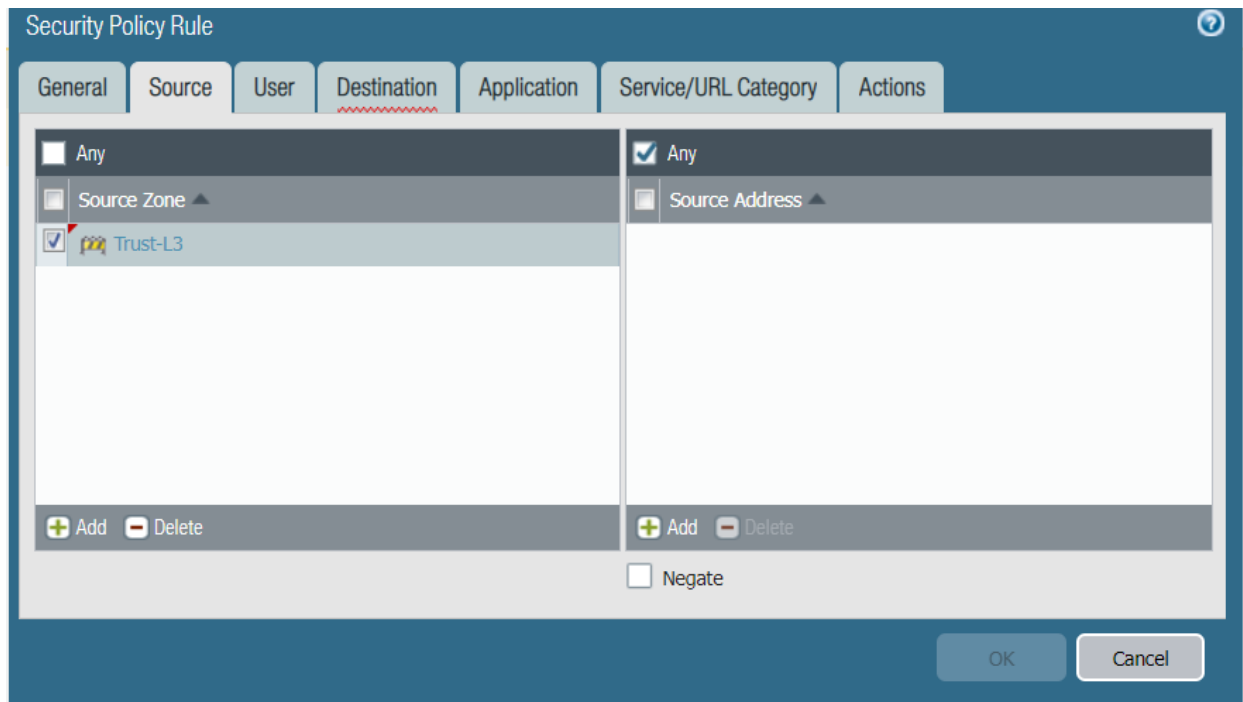 Security Policy Rule
General Source User Destination Application Service/URL Category Actions
Any
Source Zone
Trust-L3
Add Delete
Any
Source Address
Add Delete
Negate
OK Cancel